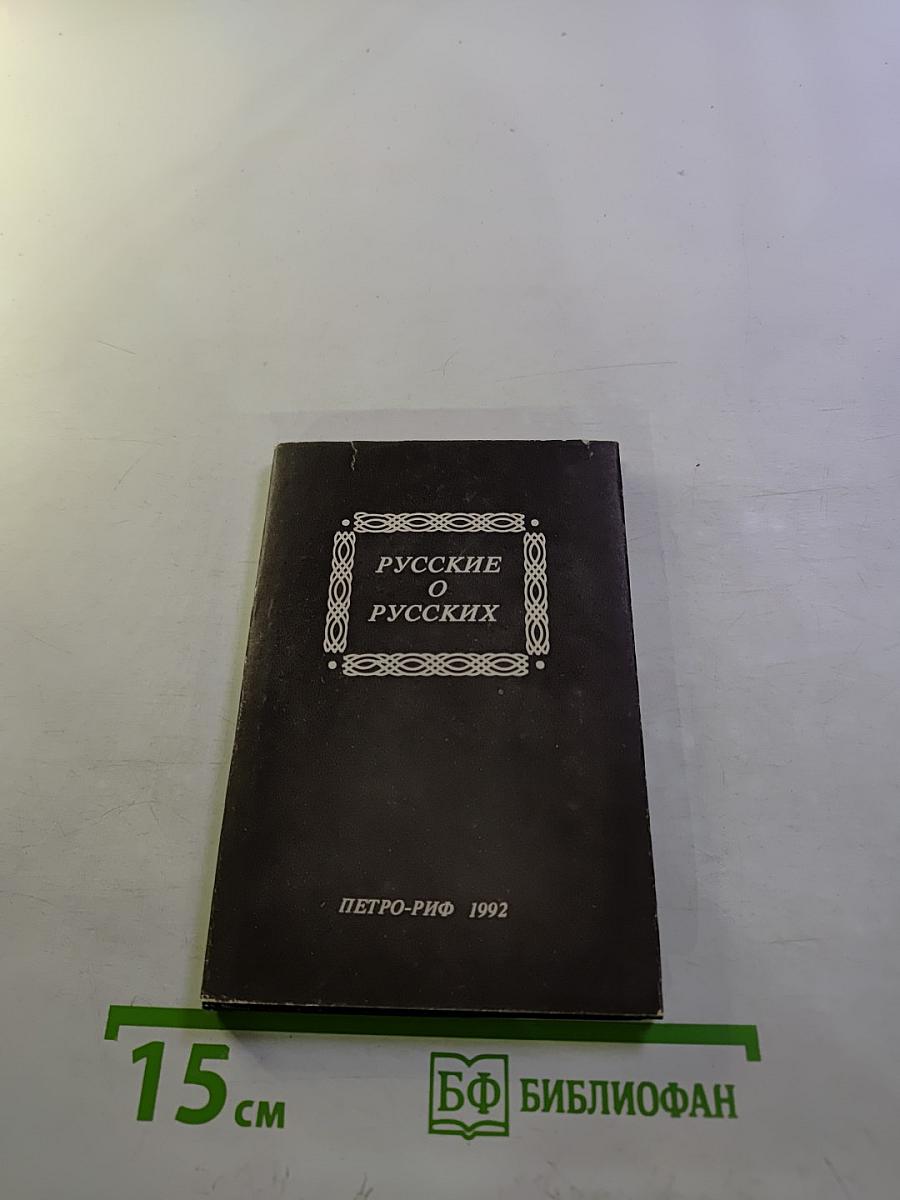 РУССКИЕ
О
РУССКИХ
ПЕТРО-РИФ 1992
15 см
БФ БИБЛИОФАН